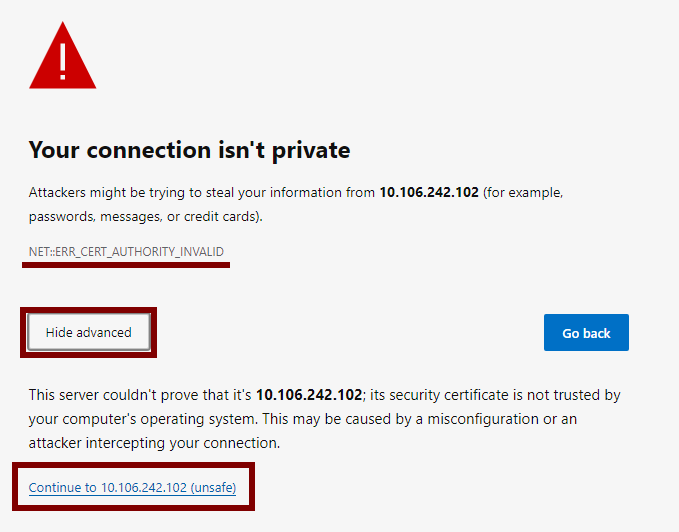 !
Your connection isn't private
Attackers might be trying to steal your information from 10.106.242.102 (for example,
passwords, messages, or credit cards).
NET::ERR_CERT_AUTHORITY_INVALID
Hide advanced
Go back
This server couldn't prove that it's 10.106.242.102; its security certificate is not trusted by
your computer's operating system. This may be caused by a misconfiguration or an
attacker intercepting your connection.
Continue to 10.106.242.102 (unsafe)